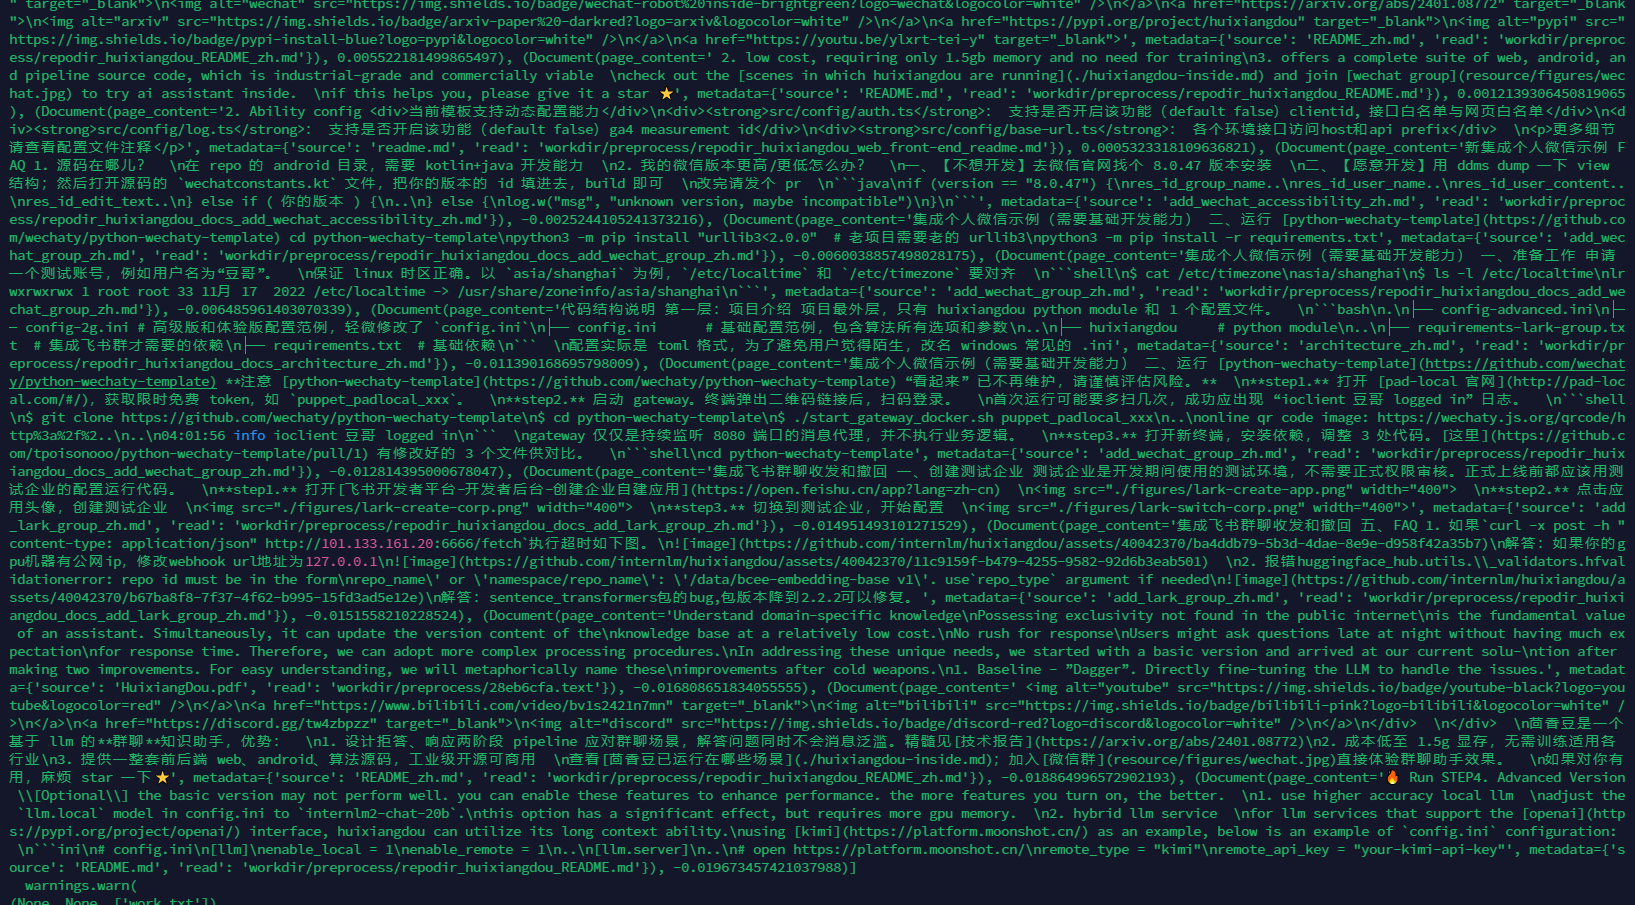 " target="_blank">\n<img alt="wechat" src="https://img.shields.io/badge/wechat-robot%20inside-brightgreen?logo=wechat&logocolor=white" />\n</a>\n<a href="https://arxiv.org/abs/2401.08772" target="_blank
">\n<img alt="arxiv" src="https://img.shields.io/badge/arxiv-paper%20-darkred?logo=arxiv&logocolor=white" />\n</a>\n<a href="https://pypi.org/project/huixiangdou" target="_blank">\n<img alt="pypi" src="
https://img.shields.io/badge/pypi-install-blue?logo=pypi&logocolor=white" />\n</a>\n<a href="https://youtu.be/ylxrt-tei-y" target="_blank">', metadata={'source': 'README_zh.md', 'read': 'workdir/preproc
ess/repodir_huixiangdou_README_zh.md'}), 0.005522181499865497), (Document(page_content=' 2. low cost, requiring only 1.5gb memory and no need for training\n3. offers a complete suite of web, android, an
d pipeline source code, which is industrial-grade and commercially viable  \ncheck out the [scenes in which huixiangdou are running](./huixiangdou-inside.md) and join [wechat group](resource/figures/wec
hat.jpg) to try ai assistant inside.  \nif this helps you, please give it a star ⭐', metadata={'source': 'README.md', 'read': 'workdir/preprocess/repodir_huixiangdou_README.md'}), 0.0012139306450819065
), (Document(page_content='2. Ability config <div>当前模板支持动态配置能力</div>\n<div><strong>src/config/auth.ts</strong>:  支持是否开启该功能（default false）clientid, 接口白名单与网页白名单</div>\n<d
iv><strong>src/config/log.ts</strong>:  支持是否开启该功能（default false）ga4 measurement id</div>\n<div><strong>src/config/base-url.ts</strong>:  各个环境接口访问host和api prefix</div>  \n<p>更多细节
请查看配置文件注释</p>', metadata={'source': 'readme.md', 'read': 'workdir/preprocess/repodir_huixiangdou_web_front-end_readme.md'}), 0.0005323318109636821), (Document(page_content='新集成个人微信示例 F
AQ 1. 源码在哪儿？  \n在 repo 的 android 目录，需要 kotlin+java 开发能力  \n2. 我的微信版本更高/更低怎么办？  \n一、【不想开发】去微信官网找个 8.0.47 版本安装  \n二、【愿意开发】用 ddms dump 一下 view
结构；然后打开源码的 `wechatconstants.kt` 文件，把你的版本的 id 填进去，build 即可  \n改完请发个 pr  \n```java\nif (version == "8.0.47") {\nres_id_group_name..\nres_id_user_name..\nres_id_user_content..
\nres_id_edit_text..\n} else if ( 你的版本 ) {\n..\n} else {\nlog.w("msg", "unknown version, maybe incompatible")\n}\n```', metadata={'source': 'add_wechat_accessibility_zh.md', 'read': 'workdir/preproc
ess/repodir_huixiangdou_docs_add_wechat_accessibility_zh.md'}), -0.0025244105241373216), (Document(page_content='集成个人微信示例（需要基础开发能力） 二、运行 [python-wechaty-template](https://github.co
m/wechaty/python-wechaty-template) cd python-wechaty-template\npython3 -m pip install "urllib3<2.0.0"  # 老项目需要老的 urllib3\npython3 -m pip install -r requirements.txt', metadata={'source': 'add_wec
hat_group_zh.md', 'read': 'workdir/preprocess/repodir_huixiangdou_docs_add_wechat_group_zh.md'}), -0.0060038857498028175), (Document(page_content='集成个人微信示例（需要基础开发能力） 一、准备工作 申请
一个测试账号，例如用户名为“豆哥”。  \n保证 linux 时区正确。以 `asia/shanghai` 为例，`/etc/localtime` 和 `/etc/timezone` 要对齐  \n```shell\n$ cat /etc/timezone\nasia/shanghai\n$ ls -l /etc/localtime\nlr
wxrwxrwx 1 root root 33 11月 17  2022 /etc/localtime -> /usr/share/zoneinfo/asia/shanghai\n```', metadata={'source': 'add_wechat_group_zh.md', 'read': 'workdir/preprocess/repodir_huixiangdou_docs_add_we
chat_group_zh.md'}), -0.006485961403070339), (Document(page_content='代码结构说明 第一层：项目介绍 项目最外层，只有 huixiangdou python module 和 1 个配置文件。  \n```bash\n.\n├── config-advanced.ini\n├─
─ config-2g.ini # 高级版和体验版配置范例，轻微修改了 `config.ini`\n├── config.ini      # 基础配置范例，包含算法所有选项和参数\n..\n├── huixiangdou     # python module\n..\n├── requirements-lark-group.tx
t  # 集成飞书群才需要的依赖\n├── requirements.txt  # 基础依赖\n```  \n配置实际是 toml 格式，为了避免用户觉得陌生，改名 windows 常见的 .ini', metadata={'source': 'architecture_zh.md', 'read': 'workdir/pr
eprocess/repodir_huixiangdou_docs_architecture_zh.md'}), -0.011390168695798009), (Document(page_content='集成个人微信示例（需要基础开发能力） 二、运行 [python-wechaty-template](https://github.com/wechat
y/python-wechaty-template) **注意 [python-wechaty-template](https://github.com/wechaty/python-wechaty-template) “看起来” 已不再维护，请谨慎评估风险。**  \n**step1.** 打开 [pad-local 官网](http://pad-loc
al.com/#/)，获取限时免费 token，如 `puppet_padlocal_xxx`。  \n**step2.** 启动 gateway。终端弹出二维码链接后，扫码登录。  \n首次运行可能要多扫几次，成功应出现 “ioclient 豆哥 logged in” 日志。  \n```shell
\n$ git clone https://github.com/wechaty/python-wechaty-template\n$ cd python-wechaty-template\n$ ./start_gateway_docker.sh puppet_padlocal_xxx\n..\nonline qr code image: https://wechaty.js.org/qrcode/h
ttp%3a%2f%2..\n..\n04:01:56 info ioclient 豆哥 logged in\n```  \ngateway 仅仅是持续监听 8080 端口的消息代理，并不执行业务逻辑。  \n**step3.** 打开新终端，安装依赖，调整 3 处代码。[这里](https://github.c
om/tpoisonooo/python-wechaty-template/pull/1) 有修改好的 3 个文件供对比。  \n```shell\ncd python-wechaty-template', metadata={'source': 'add_wechat_group_zh.md', 'read': 'workdir/preprocess/repodir_huix
iangdou_docs_add_wechat_group_zh.md'}), -0.012814395000678047), (Document(page_content='集成飞书群聊收发和撤回 一、创建测试企业 测试企业是开发期间使用的测试环境，不需要正式权限审核。正式上线前都应该用测
试企业的配置运行代码。  \n**step1.** 打开[飞书开发者平台-开发者后台-创建企业自建应用](https://open.feishu.cn/app?lang=zh-cn)  \n<img src="./figures/lark-create-app.png" width="400">  \n**step2.** 点击应
用头像，创建测试企业  \n<img src="./figures/lark-create-corp.png" width="400">  \n**step3.** 切换到测试企业，开始配置  \n<img src="./figures/lark-switch-corp.png" width="400">', metadata={'source': 'add
_lark_group_zh.md', 'read': 'workdir/preprocess/repodir_huixiangdou_docs_add_lark_group_zh.md'}), -0.014951493101271529), (Document(page_content='集成飞书群聊收发和撤回 五、FAQ 1. 如果`curl -x post -h "
content-type: application/json" http://101.133.161.20:6666/fetch`执行超时如下图。\n![image](https://github.com/internlm/huixiangdou/assets/40042370/ba4ddb79-5b3d-4dae-8e9e-d958f42a35b7)\n解答：如果你的g
pu机器有公网ip，修改webhook url地址为127.0.0.1\n![image](https://github.com/internlm/huixiangdou/assets/40042370/11c9159f-b479-4255-9582-92d6b3eab501)  \n2. 报错huggingface_hub.utils.\\_validators.hfval
idationerror: repo id must be in the form\nrepo_name\' or \'namespace/repo_name\': \'/data/bcee-embedding-base v1\'. use`repo_type` argument if needed\n![image](https://github.com/internlm/huixiangdou/a
ssets/40042370/b67ba8f8-7f37-4f62-b995-15fd3ad5e12e)\n解答：sentence_transformers包的bug,包版本降到2.2.2可以修复。', metadata={'source': 'add_lark_group_zh.md', 'read': 'workdir/preprocess/repodir_huixi
angdou_docs_add_lark_group_zh.md'}), -0.0151558210228524), (Document(page_content='Understand domain-specific knowledge\nPossessing exclusivity not found in the public internet\nis the fundamental value
 of an assistant. Simultaneously, it can update the version content of the\nknowledge base at a relatively low cost.\nNo rush for response\nUsers might ask questions late at night without having much ex
pectation\nfor response time. Therefore, we can adopt more complex processing procedures.\nIn addressing these unique needs, we started with a basic version and arrived at our current solu-\ntion after
making two improvements. For easy understanding, we will metaphorically name these\nimprovements after cold weapons.\n1. Baseline – ”Dagger”. Directly fine-tuning the LLM to handle the issues.', metadat
a={'source': 'HuixiangDou.pdf', 'read': 'workdir/preprocess/28eb6cfa.text'}), -0.016808651834055555), (Document(page_content=' <img alt="youtube" src="https://img.shields.io/badge/youtube-black?logo=you
tube&logocolor=red" />\n</a>\n<a href="https://www.bilibili.com/video/bv1s2421n7mn" target="_blank">\n<img alt="bilibili" src="https://img.shields.io/badge/bilibili-pink?logo=bilibili&logocolor=white" /
>\n</a>\n<a href="https://discord.gg/tw4zbpzz" target="_blank">\n<img alt="discord" src="https://img.shields.io/badge/discord-red?logo=discord&logocolor=white" />\n</a>\n</div>  \n</div>  \n茴香豆是一个
基于 llm 的**群聊**知识助手，优势：  \n1. 设计拒答、响应两阶段 pipeline 应对群聊场景，解答问题同时不会消息泛滥。精髓见[技术报告](https://arxiv.org/abs/2401.08772)\n2. 成本低至 1.5g 显存，无需训练适用各
行业\n3. 提供一整套前后端 web、android、算法源码，工业级开源可商用  \n查看[茴香豆已运行在哪些场景](./huixiangdou-inside.md)；加入[微信群](resource/figures/wechat.jpg)直接体验群聊助手效果。  \n如果对你有
用，麻烦 star 一下⭐', metadata={'source': 'README_zh.md', 'read': 'workdir/preprocess/repodir_huixiangdou_README_zh.md'}), -0.018864996572902193), (Document(page_content='🔥 Run STEP4. Advanced Version
 \\[Optional\\] the basic version may not perform well. you can enable these features to enhance performance. the more features you turn on, the better.  \n1. use higher accuracy local llm  \nadjust the
 `llm.local` model in config.ini to `internlm2-chat-20b`.\nthis option has a significant effect, but requires more gpu memory.  \n2. hybrid llm service  \nfor llm services that support the [openai](http
s://pypi.org/project/openai/) interface, huixiangdou can utilize its long context ability.\nusing [kimi](https://platform.moonshot.cn/) as an example, below is an example of `config.ini` configuration:
 \n```ini\n# config.ini\n[llm]\nenable_local = 1\nenable_remote = 1\n..\n[llm.server]\n..\n# open https://platform.moonshot.cn/\nremote_type = "kimi"\nremote_api_key = "your-kimi-api-key"', metadata={'s
ource': 'README.md', 'read': 'workdir/preprocess/repodir_huixiangdou_README.md'}), -0.019673457421037988)]
  warnings.warn(
(None, None, ['work.txt'])